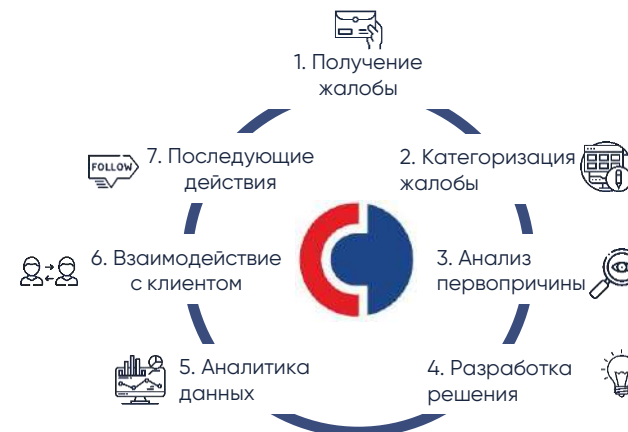 1. Получение
жалобы
2. Категоризация
жалобы
3. Анализ
первопричины
4. Разработка
решения
5. Аналитика
данных
6. Взаимодействие
с клиентом
7. Последующие
действия
FOLLOW